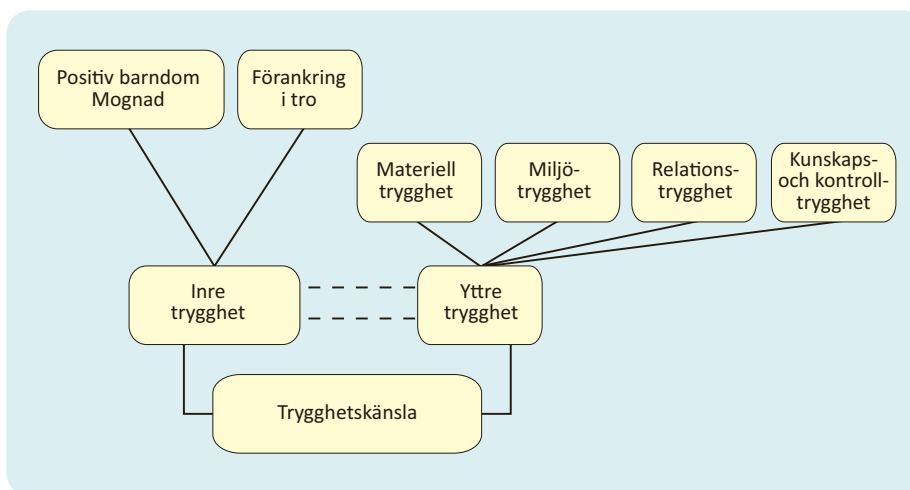 Positiv barndom
Mognad
Förankring
i tro
Materiell
trygghet
Miljö-
trygghet
Relations-
trygghet
Kunskaps-
och kontroll-
trygghet
Inre
trygghet
Yttre
trygghet
Trygghetskänsla